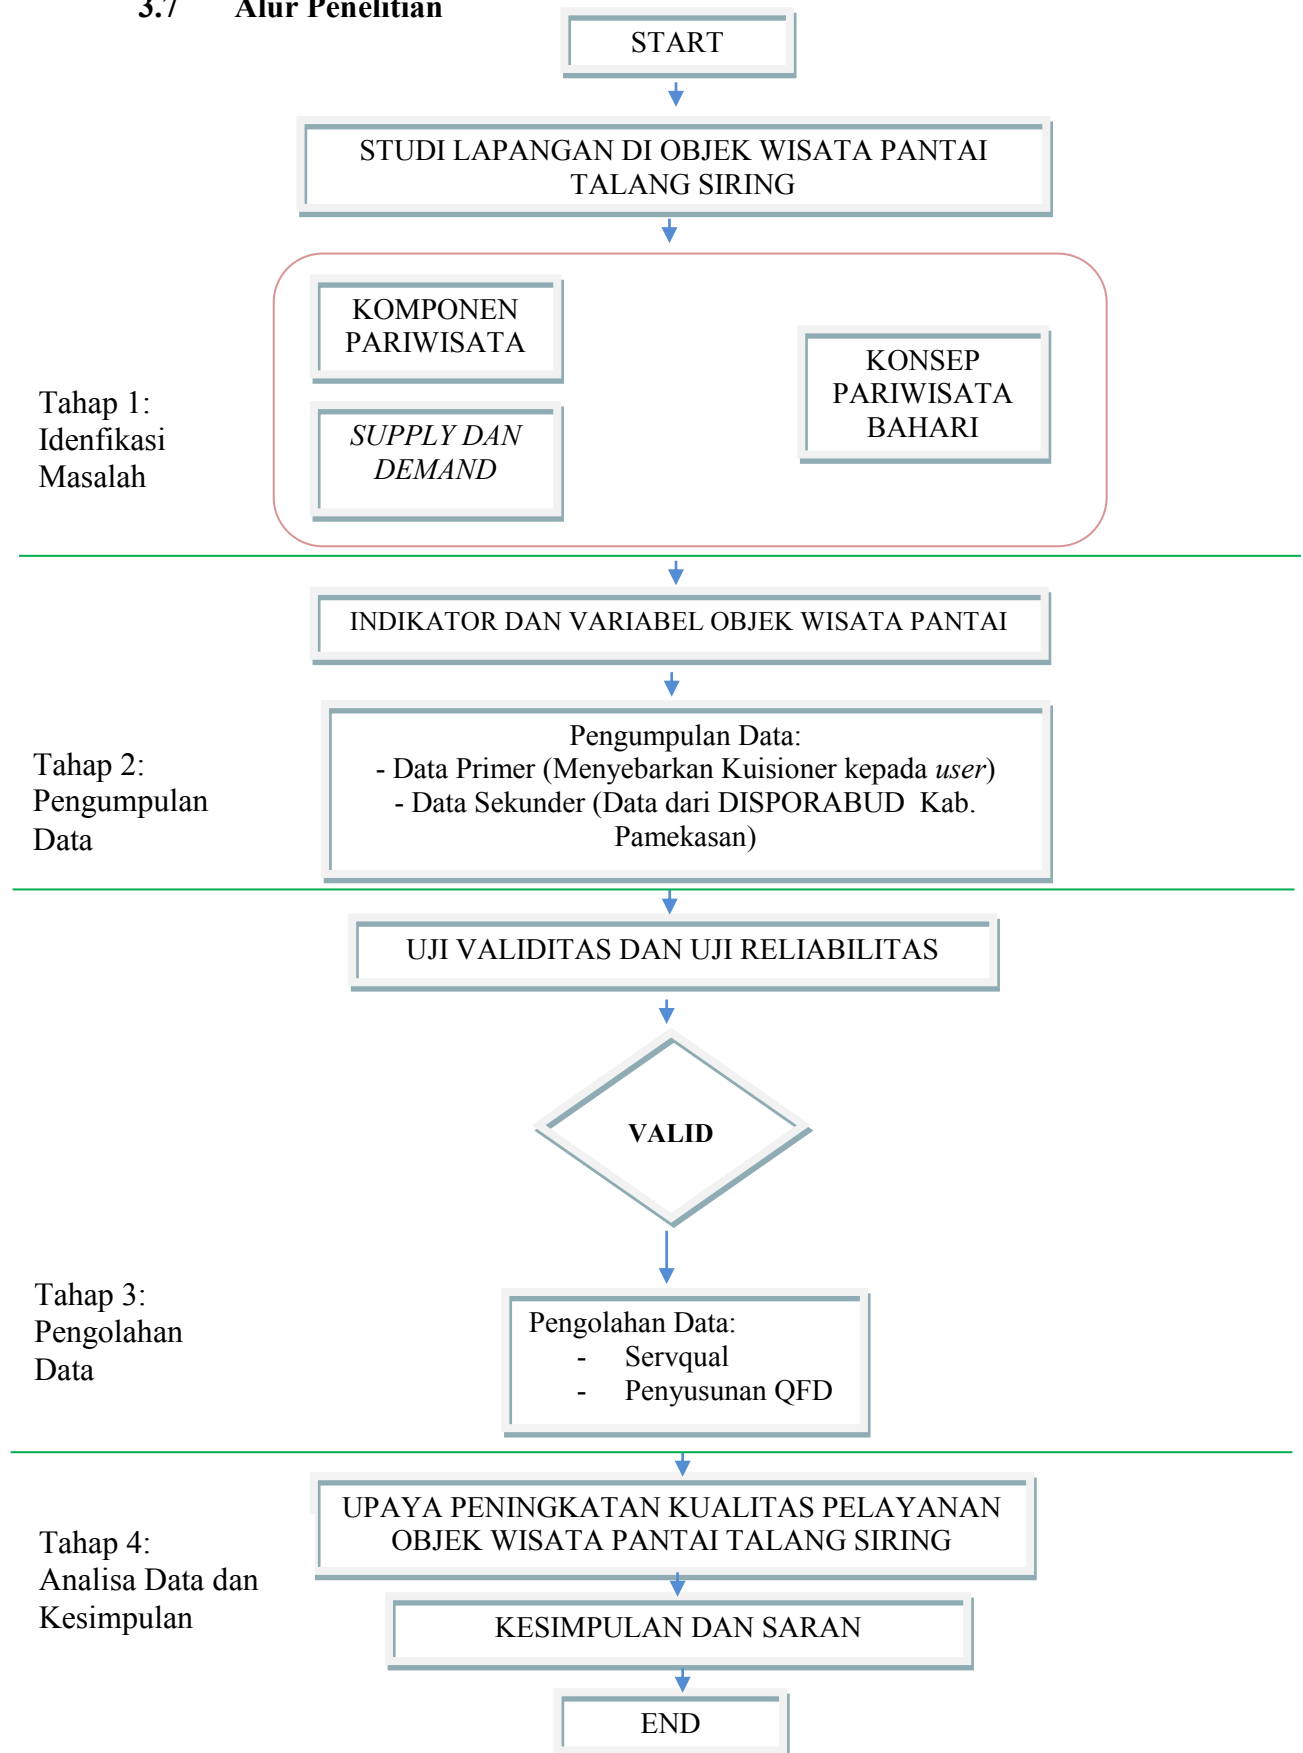 3.7 Alur Penelitian
START
STUDI LAPANGAN DI OBJEK WISATA PANTAI
TALANG SIRING
KOMPONEN
PARIWISATA
KONSEP
PARIWISATA
BAHARI
Tahap 1:
Idenfikasi
Masalah
SUPPLY DAN
DEMAND
INDIKATOR DAN VARIABEL OBJEK WISATA PANTAI
Tahap 2:
Pengumpulan
Data
Pengumpulan Data:
- Data Primer (Menyebarkan Kuisioner kepada user)
- Data Sekunder (Data dari DISPORABUD Kab.
Pamekasan)
UJI VALIDITAS DAN UJI RELIABILITAS
VALID
Tahap 3:
Pengolahan
Data
Pengolahan Data:
- Servqual
- Penyusunan QFD
Tahap 4:
Analisa Data dan
Kesimpulan
UPAYA PENINGKATAN KUALITAS PELAYANAN
OBJEK WISATA PANTAI TALANG SIRING
KESIMPULAN DAN SARAN
END